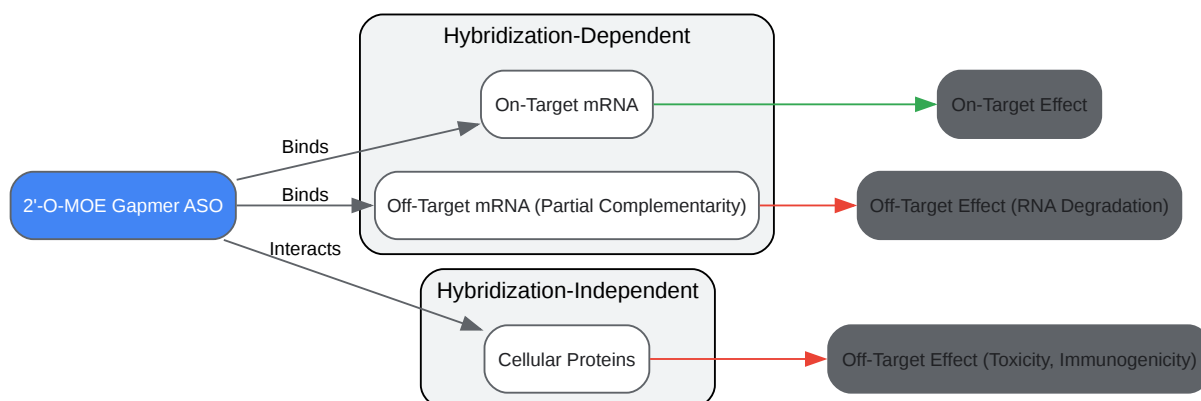 Hybridization-Dependent
On-Target mRNA
On-Target Effect
Binds
2'-O-MOE Gapmer ASO
Binds
Off-Target mRNA (Partial Complementarity)
Off-Target Effect (RNA Degradation)
Interacts
Hybridization-Independent
Cellular Proteins
Off-Target Effect (Toxicity, Immunogenicity)